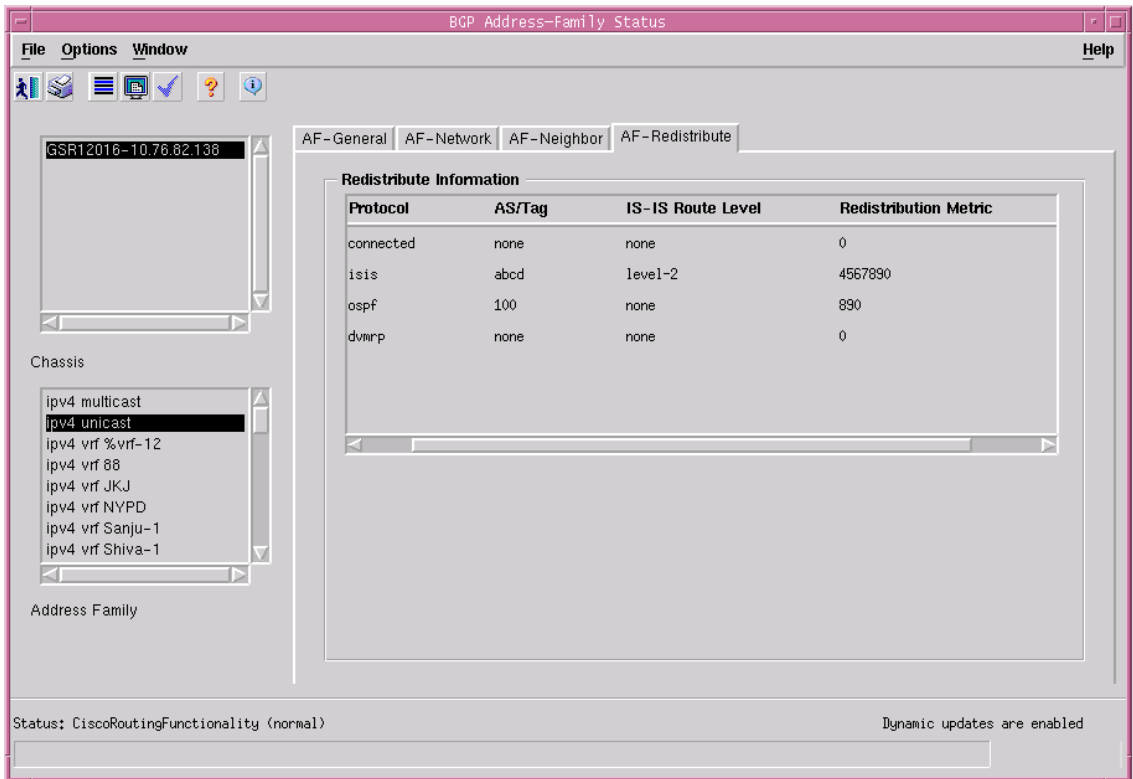 BGP Address-Family Status
File Options Window Help
GSR12016-10.76.82.138
Chassis
ipv4 multicast
ipv4 unicast
ipv4 vrf %vrf-12
ipv4 vrf 88
ipv4 vrf JKJ
ipv4 vrf NYPD
ipv4 vrf Sanju-1
ipv4 vrf Shiva-1
Address Family
AF-General AF-Network AF-Neighbor AF-Redistribute
Redistribute Information
Protocol AS/Tag IS-IS Route Level Redistribution Metric
connected none none 0
isis abcd level-2 4567890
ospf 100 none 890
dvmrp none none 0
Status: CiscoRoutingFunctionality (normal) Dynamic updates are enabled